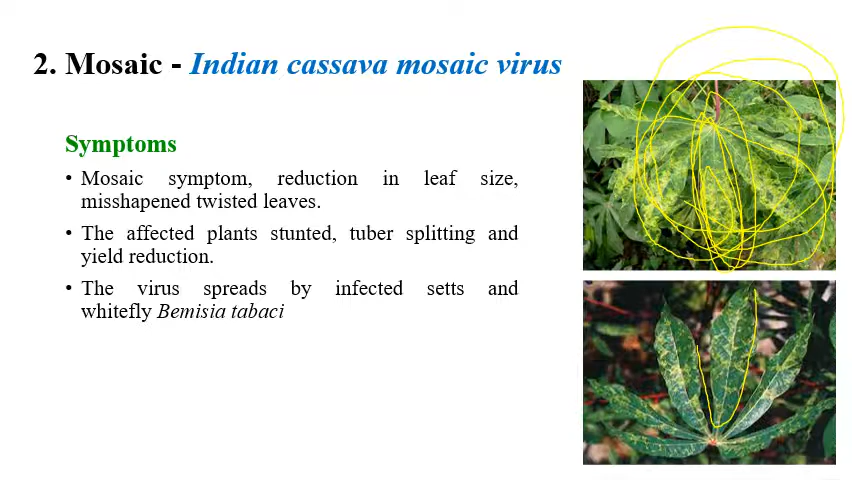 2. Mosaic - Indian cassava mosaic virus
Symptoms
• Mosaic symptom, reduction in leaf size,
misshapened twisted leaves.
• The affected plants stunted, tuber splitting and
yield reduction.
• The virus spreads by infected setts and
whitefly Bemisia tabaci